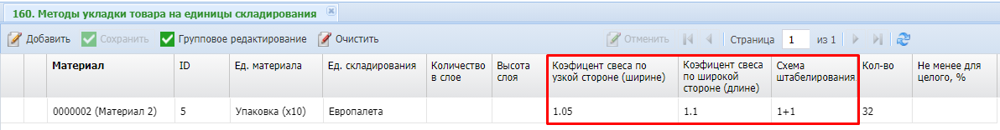 160. Методы укладки товара на единицы складирования
Добавить Сохранить Групповое редактирование Очистить Отменить Страница 1 из 1
Материал ID Ед. материала Ед. складирования Количество в слое Высота слоя Коэфицент свеса по узкой стороне (ширине) Коэфицент свеса по широкой стороне (длине) Схема штабелирования Кол-во Не менее для целого, %
0000002 (Материал 2) 5 Упаковка (x10) Европалета 1.05 1.1 1+1 32